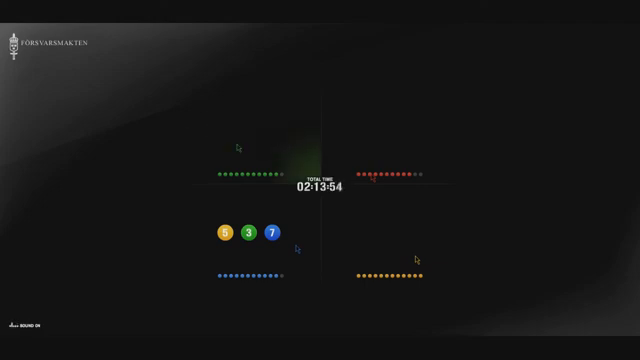 FÖRSVARSMAKTEN
TOTAL TIME
02:13:54
5 3 7
SOUND ON